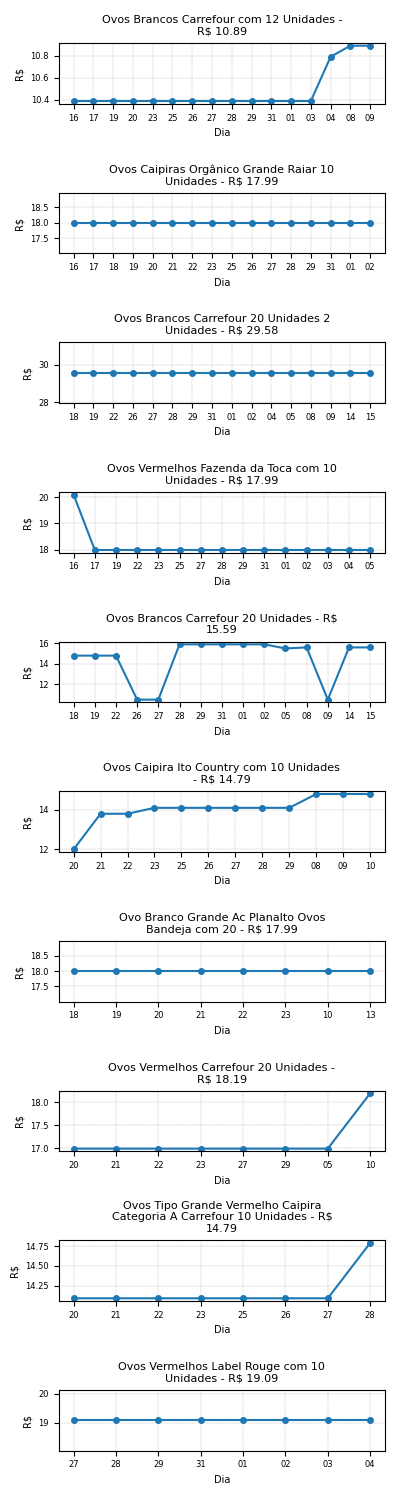 Ovos Brancos Carrefour com 12 Unidades -
R$ 10.89
10.8
10.6
10.4
R$
16 17 19 20 23 25 26 27 28 29 31 01 03 04 08 09
Dia
Ovos Caipiras Orgânico Grande Raiar 10
Unidades - R$ 17.99
18.5
18.0
17.5
R$
16 17 18 19 20 21 22 23 25 26 27 28 29 31 01 02
Dia
Ovos Brancos Carrefour 20 Unidades 2
Unidades - R$ 29.58
30
28
R$
18 19 22 26 27 28 29 31 01 02 04 05 08 09 14 15
Dia
Ovos Vermelhos Fazenda da Toca com 10
Unidades - R$ 17.99
20
19
18
R$
16 17 19 22 23 25 27 28 29 31 01 02 03 04 05
Dia
Ovos Brancos Carrefour 20 Unidades - R$
15.59
16
14
12
R$
18 19 22 26 27 28 29 31 01 02 05 08 09 14 15
Dia
Ovos Caipira Ito Country com 10 Unidades
- R$ 14.79
14
12
R$
20 21 22 23 25 26 27 28 29 08 09 10
Dia
Ovo Branco Grande Ac Planalto Ovos
Bandeja com 20 - R$ 17.99
18.5
18.0
17.5
R$
18 19 20 21 22 23 10 13
Dia
Ovos Vermelhos Carrefour 20 Unidades -
R$ 18.19
18.0
17.5
17.0
R$
20 21 22 23 27 29 05 10
Dia
Ovos Tipo Grande Vermelho Caipira
Categoria A Carrefour 10 Unidades - R$
14.79
14.75
14.50
14.25
R$
20 21 22 23 25 26 27 28
Dia
Ovos Vermelhos Label Rouge com 10
Unidades - R$ 19.09
20
19
R$
27 28 29 31 01 02 03 04
Dia